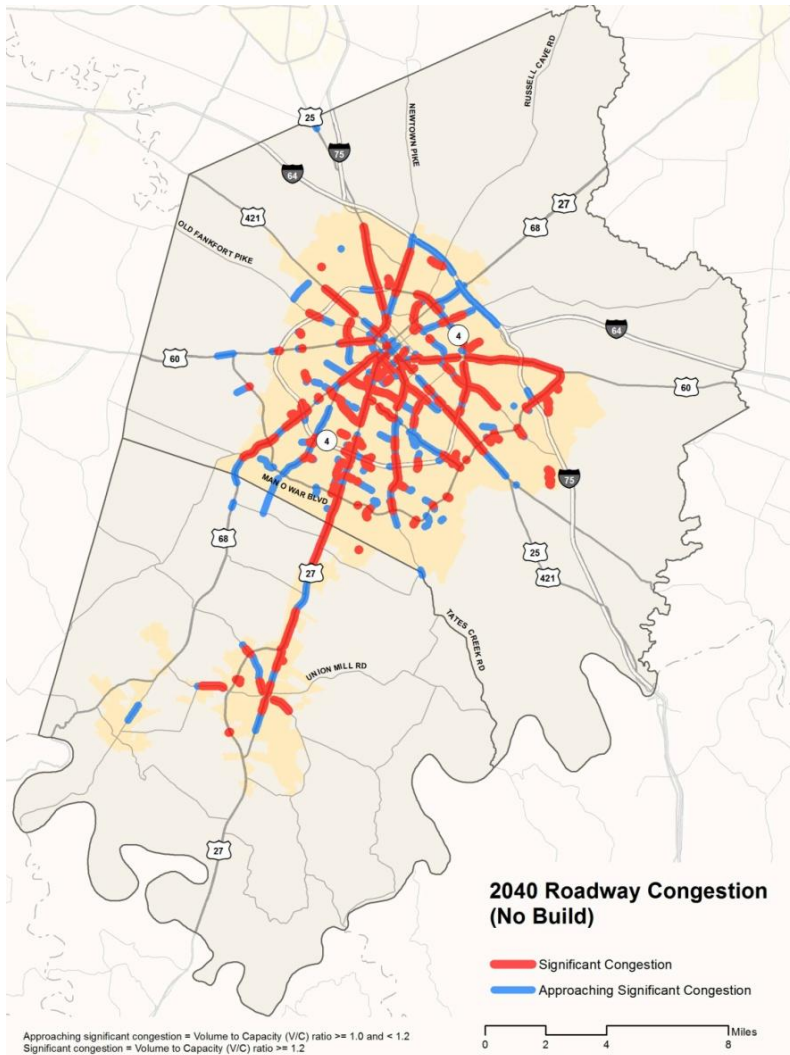 RUSSELL CAVE RD
25
NEWTOWN PIKE
75
64
27
421
68
OLD FANKFORT PIKE
64
4
60
60
4
75
MAN O WAR BLVD
68
25
27
421
TATES CREEK RD
UNION MILL RD
27
2040 Roadway Congestion
(No Build)
Significant Congestion
Approaching Significant Congestion
Miles
0 2 4 8
Approaching significant congestion = Volume to Capacity (V/C) ratio >= 1.0 and < 1.2
Significant congestion = Volume to Capacity (V/C) ratio >= 1.2